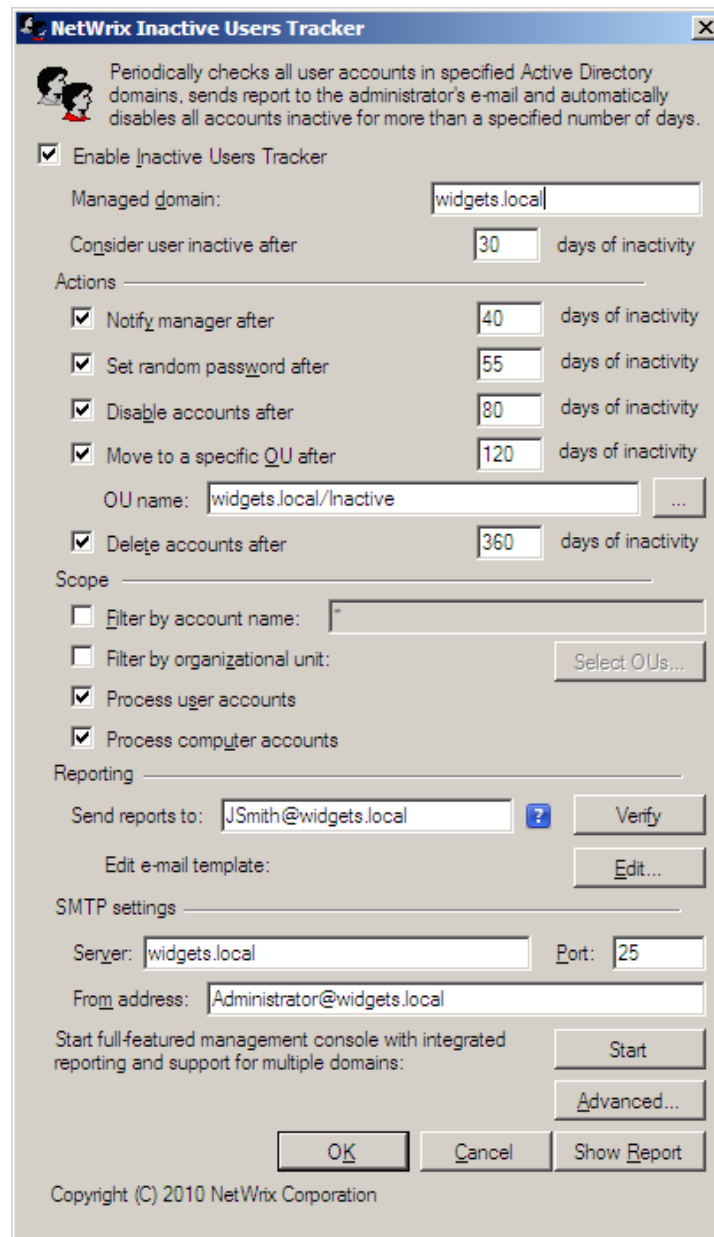 NetWrix Inactive Users Tracker
Periodically checks all user accounts in specified Active Directory
domains, sends report to the administrator's e-mail and automatically
disables all accounts inactive for more than a specified number of days.
Enable Inactive Users Tracker
Managed domain: widgets.local
Consider user inactive after 30 days of inactivity
Actions
Notify manager after 40 days of inactivity
Set random password after 55 days of inactivity
Disable accounts after 80 days of inactivity
Move to a specific OU after 120 days of inactivity
OU name: widgets.local/Inactive ...
Delete accounts after 360 days of inactivity
Scope
Filter by account name: *
Filter by organizational unit: Select OUs...
Process user accounts
Process computer accounts
Reporting
Send reports to: JSmith@widgets.local ? Verify
Edit e-mail template: Edit...
SMTP settings
Server: widgets.local Port: 25
From address: Administrator@widgets.local
Start full-featured management console with integrated
reporting and support for multiple domains: Start
Advanced...
OK Cancel Show Report
Copyright (C) 2010 NetWrix Corporation